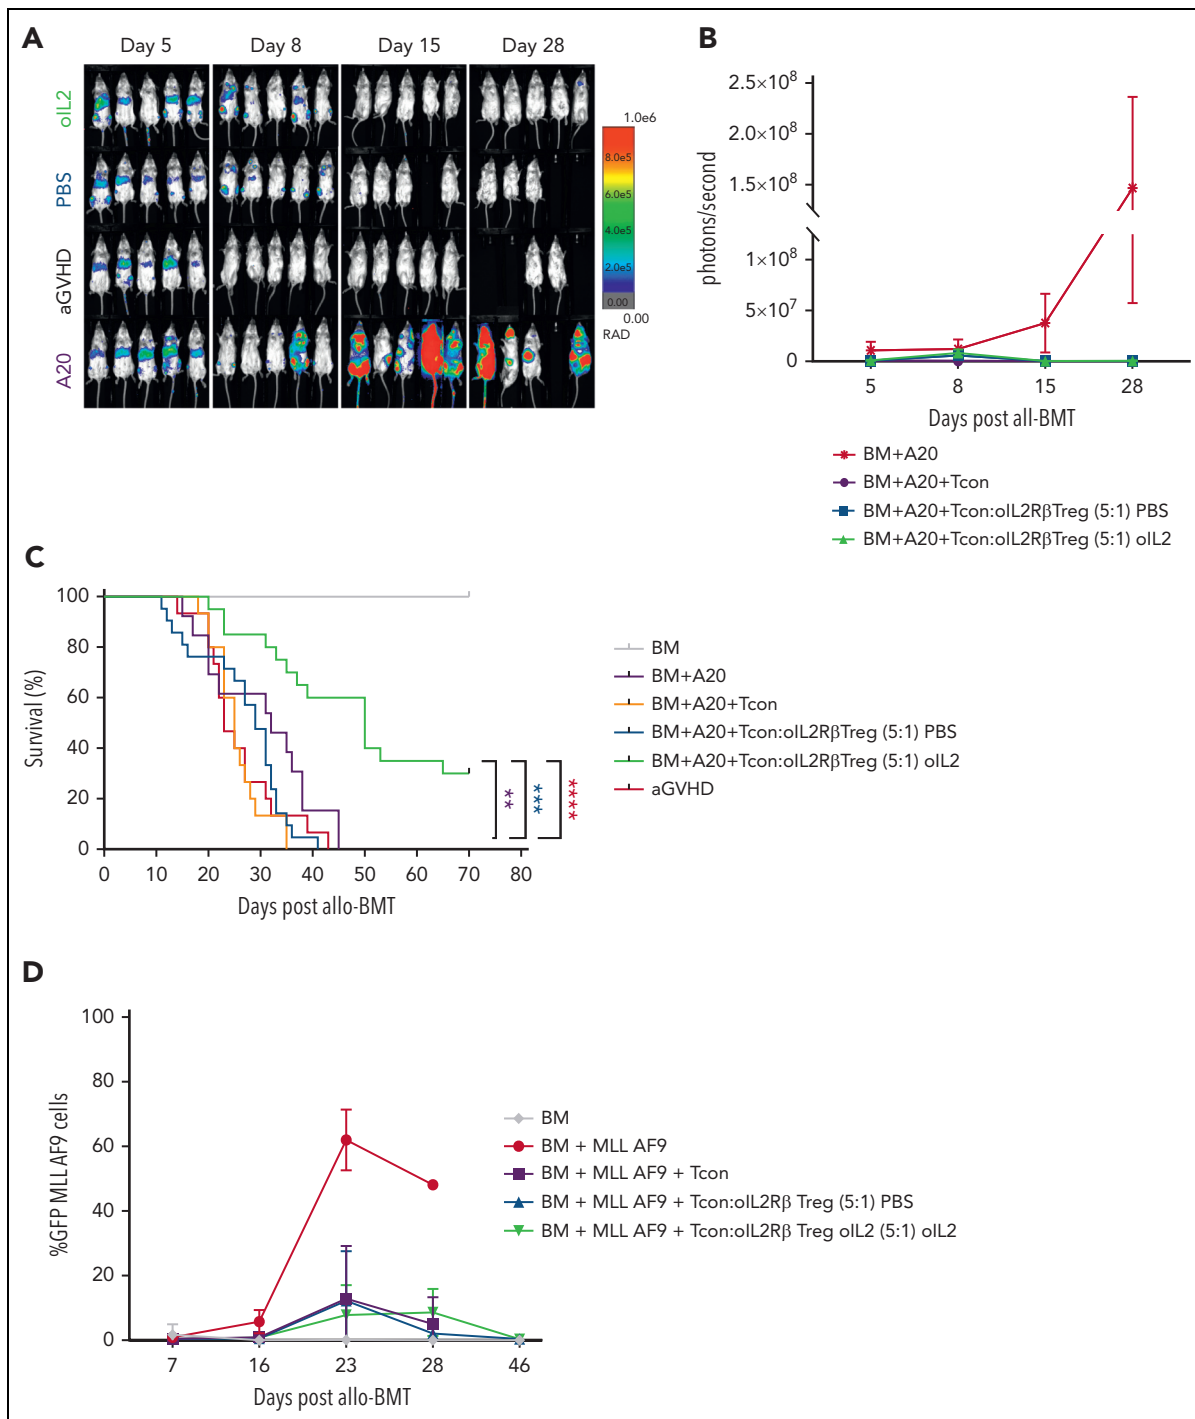 A
Day 5 Day 8 Day 15 Day 28
oIL2
PBS
aGVHD
A20
1.0e6
8.0e5
6.0e5
4.0e5
2.0e5
0.00
0.00
RAD
B
photons/second
2.5×10⁸
2.0×10⁸
1.5×10⁸
1×10⁸
5×10⁷
0
5 8 15 28
Days post all-BMT
BM+A20
BM+A20+Tcon
BM+A20+Tcon:oIL2RβTreg (5:1) PBS
BM+A20+Tcon:oIL2RβTreg (5:1) oIL2
C
Survival (%)
100
80
60
40
20
0
0 10 20 30 40 50 60 70 80
Days post allo-BMT
**
***
****
BM
BM+A20
BM+A20+Tcon
BM+A20+Tcon:oIL2RβTreg (5:1) PBS
BM+A20+Tcon:oIL2RβTreg (5:1) oIL2
aGVHD
D
%GFP MLL AF9 cells
100
80
60
40
20
0
7 16 23 28 46
Days post allo-BMT
BM
BM + MLL AF9
BM + MLL AF9 + Tcon
BM + MLL AF9 + Tcon:oIL2Rβ Treg (5:1) PBS
BM + MLL AF9 + Tcon:oIL2Rβ Treg oIL2 (5:1) oIL2